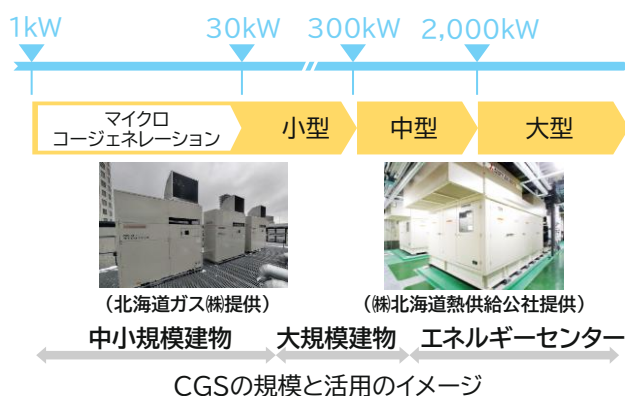 1kW 30kW 300kW 2,000kW
マイクロ
コージェネレーション
小型
中型
大型
(北海道ガス㈱提供)
(㈱北海道熱供給公社提供)
中小規模建物 大規模建物 エネルギーセンター
CGSの規模と活用のイメージ